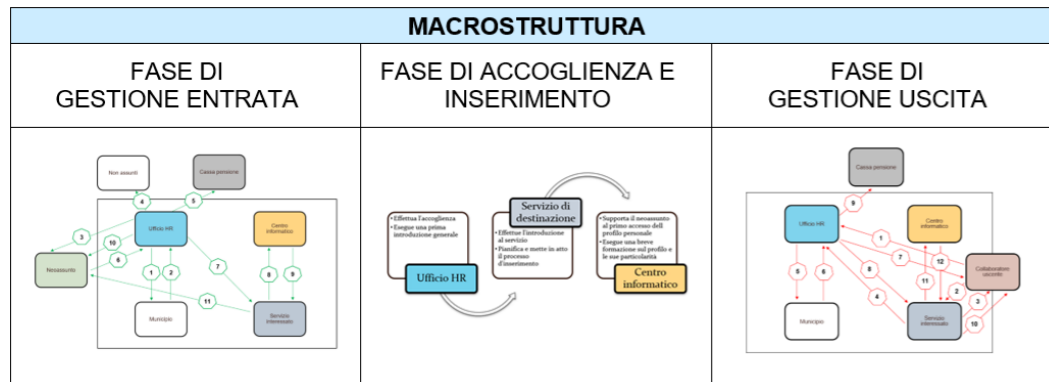 MACROSTRUTTURA
FASE DI
GESTIONE ENTRATA
FASE DI ACCOGLIENZA E
INSERIMENTO
FASE DI
GESTIONE USCITA
Non assunti
Cassa pensione
4
5
Ufficio HR
Centro
informatico
3
10
6
Neoassunto
1
2
7
8
9
11
Municipio
Servizio
interessato
•Effettua l'accoglienza
•Esegue una prima
introduzione generale
Ufficio HR
Servizio di
destinazione
•Effettue l'introduzione
al servizio
•Pianifica e mette in atto
il processo
d'inserimento
•Supporta il neoassunto
al primo accesso dell
profilo personale
•Esegue una breve
formazione sul profilo e
le sue particolarità
Centro
informatico
Cassa pensione
9
Ufficio HR
Centro
informatico
1
7
12
Collaboratore
uscente
5
6
8
11
2
4
3
10
Municipio
Servizio
interessato